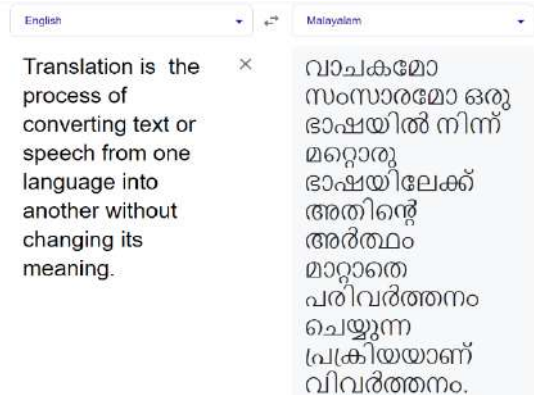 English
Malayalam
Translation is  the
process of
converting text or
speech from one
language into
another without
changing its
meaning.
വാചകമോ
സംസാരമോ ഒരു
ഭാഷയിൽ നിന്ന്
മറ്റൊരു
ഭാഷയിലേക്ക്
അതിന്റെ
അർത്ഥം
മാറ്റാതെ
പരിവർത്തനം
ചെയ്യുന്ന
പ്രക്രിയയാണ്
വിവർത്തനം.